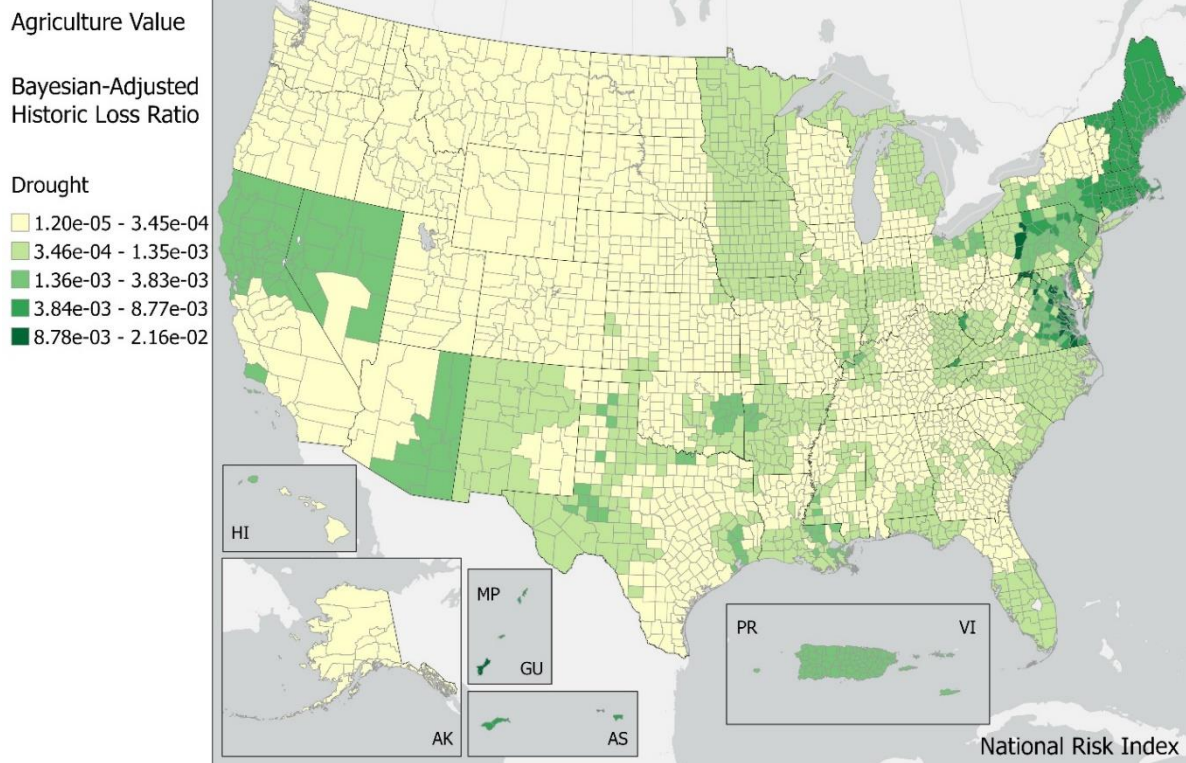 Agriculture Value
Bayesian-Adjusted
Historic Loss Ratio
Drought
1.20e-05 - 3.45e-04
3.46e-04 - 1.35e-03
1.36e-03 - 3.83e-03
3.84e-03 - 8.77e-03
8.78e-03 - 2.16e-02
HI
AK
MP
GU
AS
PR
VI
National Risk Index